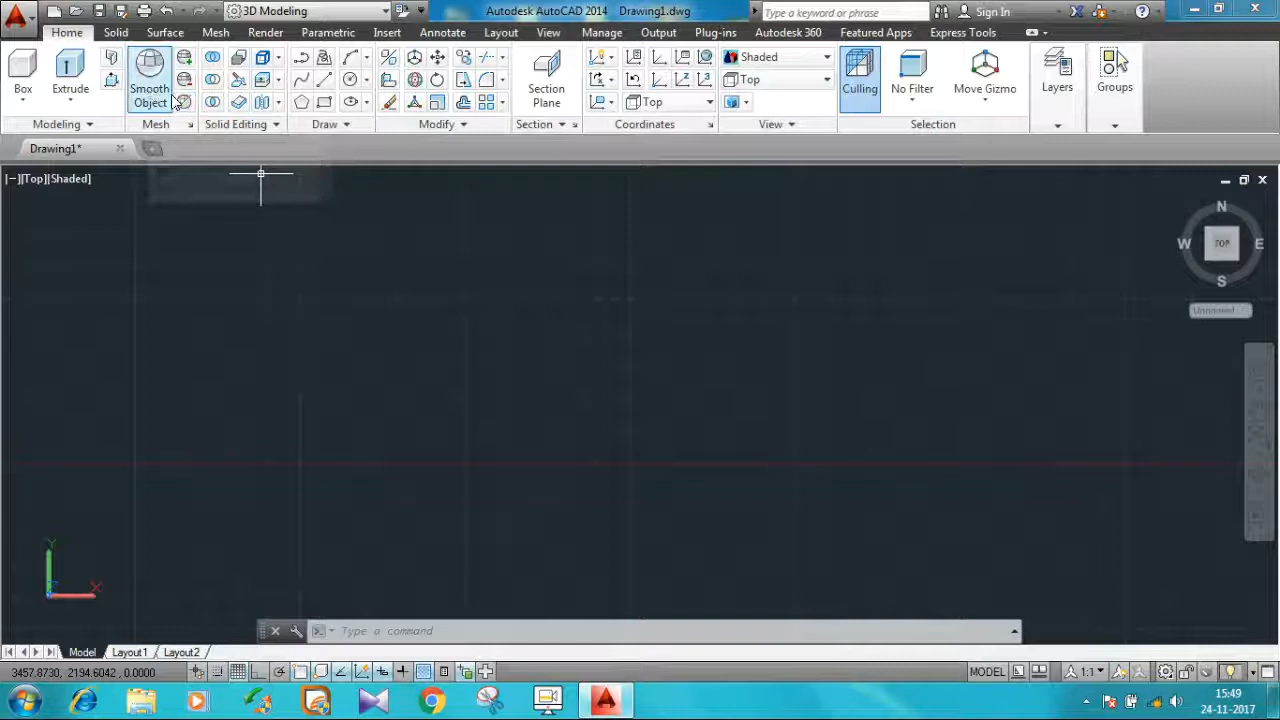 3D Modeling
Autodesk AutoCAD 2014 Drawing1.dwg
Type a keyword or phrase
Sign In
Home Solid Surface Mesh Render Parametric Insert Annotate Layout View Manage Output Plug-ins Autodesk 360 Featured Apps Express Tools
Box
Extrude
Smooth
Object
Section
Plane
Shaded
Top
Top
Culling
No Filter
Move Gizmo
Layers
Groups
Modeling Mesh Solid Editing Draw Modify Section Coordinates View Selection
Drawing1*
[−][Top][Shaded]
N
W TOP E
S
Unnamed
Y
X
Type a command
Model Layout1 Layout2
3457.8730, 2194.6042, 0.0000
MODEL
1:1
15:49
24-11-2017